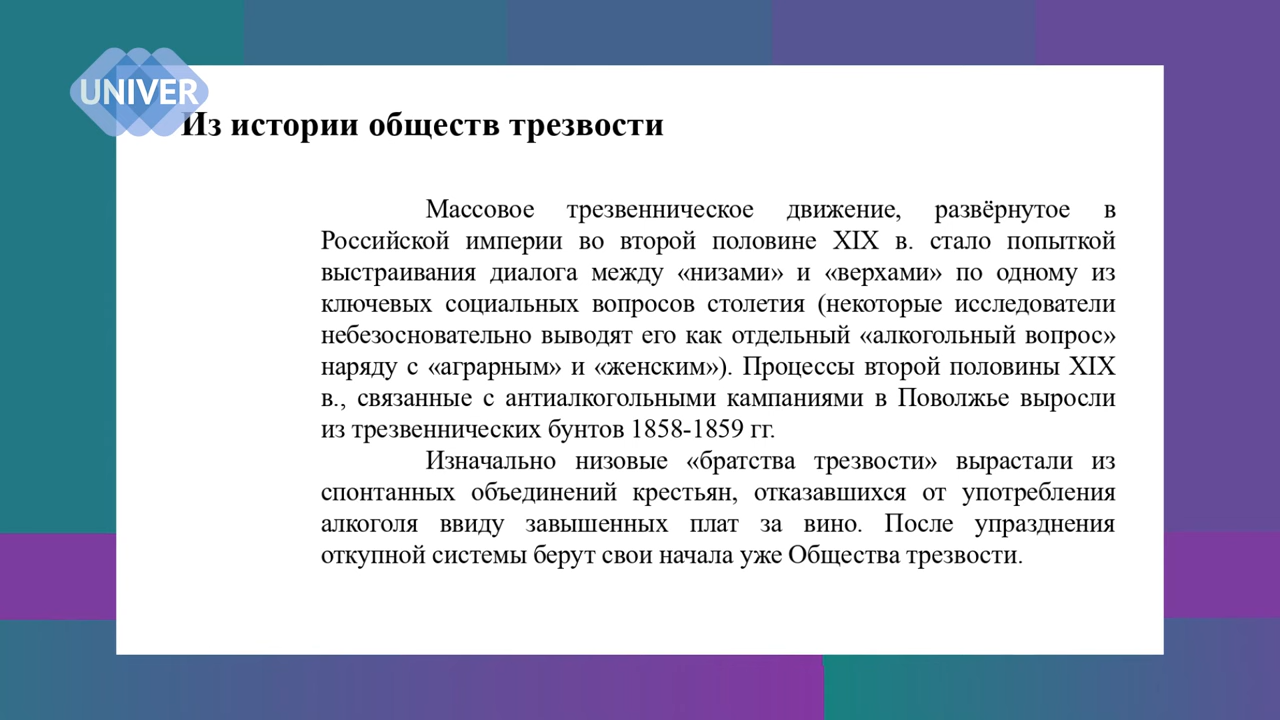 UNIVER
Из истории обществ трезвости
Массовое трезвенническое движение, развёрнутое в
Российской империи во второй половине XIX в. стало попыткой
выстраивания диалога между «низами» и «верхами» по одному из
ключевых социальных вопросов столетия (некоторые исследователи
небезосновательно выводят его как отдельный «алкогольный вопрос»
наряду с «аграрным» и «женским»). Процессы второй половины XIX
в., связанные с антиалкогольными кампаниями в Поволжье выросли
из трезвеннических бунтов 1858-1859 гг.
Изначально низовые «братства трезвости» вырастали из
спонтанных объединений крестьян, отказавшихся от употребления
алкоголя ввиду завышенных плат за вино. После упразднения
откупной системы берут свои начала уже Общества трезвости.